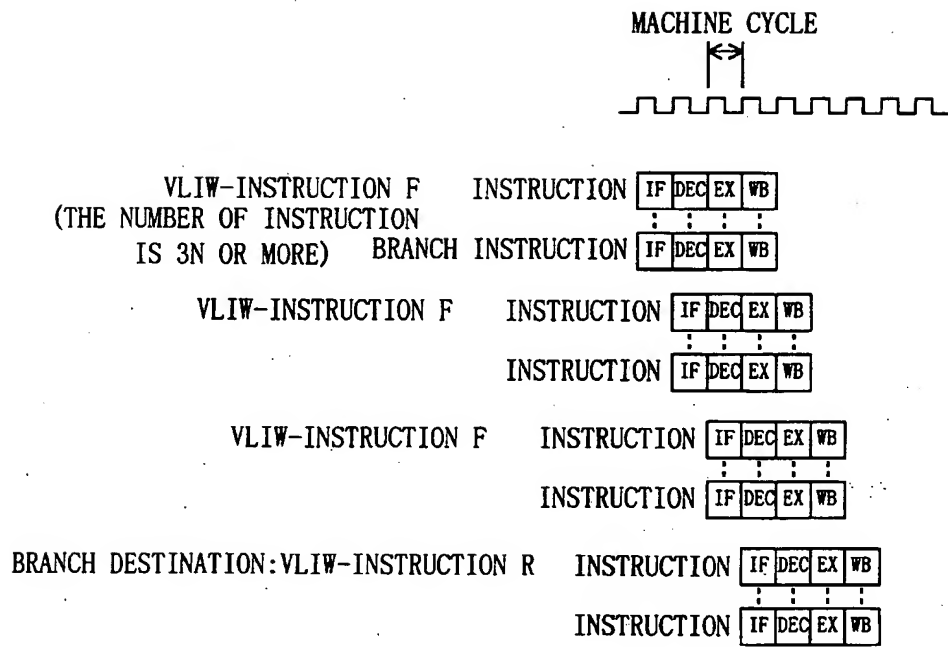 MACHINE CYCLE
VLIW-INSTRUCTION F INSTRUCTION IF DEC EX WB
(THE NUMBER OF INSTRUCTION
IS 3N OR MORE) BRANCH INSTRUCTION IF DEC EX WB
VLIW-INSTRUCTION F INSTRUCTION IF DEC EX WB
INSTRUCTION IF DEC EX WB
VLIW-INSTRUCTION F INSTRUCTION IF DEC EX WB
INSTRUCTION IF DEC EX WB
BRANCH DESTINATION:VLIW-INSTRUCTION R INSTRUCTION IF DEC EX WB
INSTRUCTION IF DEC EX WB